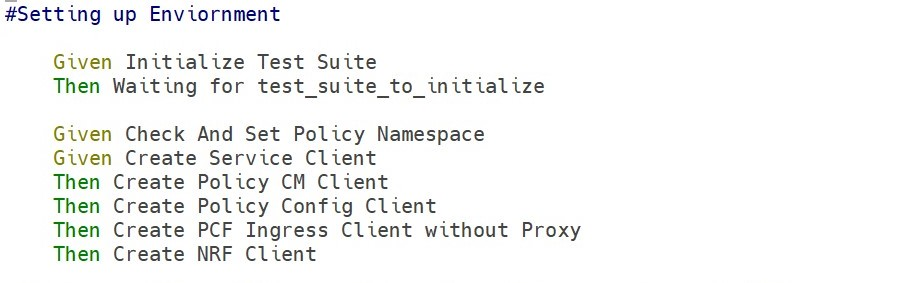 #Setting up Enviornment
Given Initialize Test Suite
Then Waiting for test_suite_to_initialize
Given Check And Set Policy Namespace
Given Create Service Client
Then Create Policy CM Client
Then Create Policy Config Client
Then Create PCF Ingress Client without Proxy
Then Create NRF Client